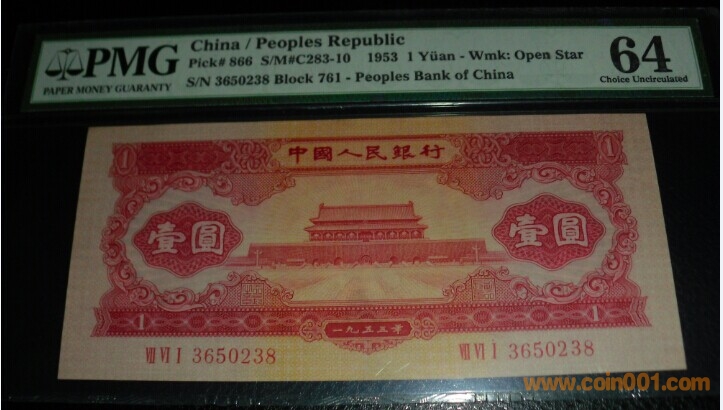 PMG
PAPER MONEY GUARANTY
China / Peoples Republic
Pick# 866 S/M#C283-10 1953 1 Yüan - Wmk: Open Star
S/N 3650238 Block 761 - Peoples Bank of China
64
Choice Uncirculated
1 中國人民銀行 1
壹圓 壹圓
1 一九五三年 1
VII VI I 3650238 VII VI I 3650238
www.coin001.com